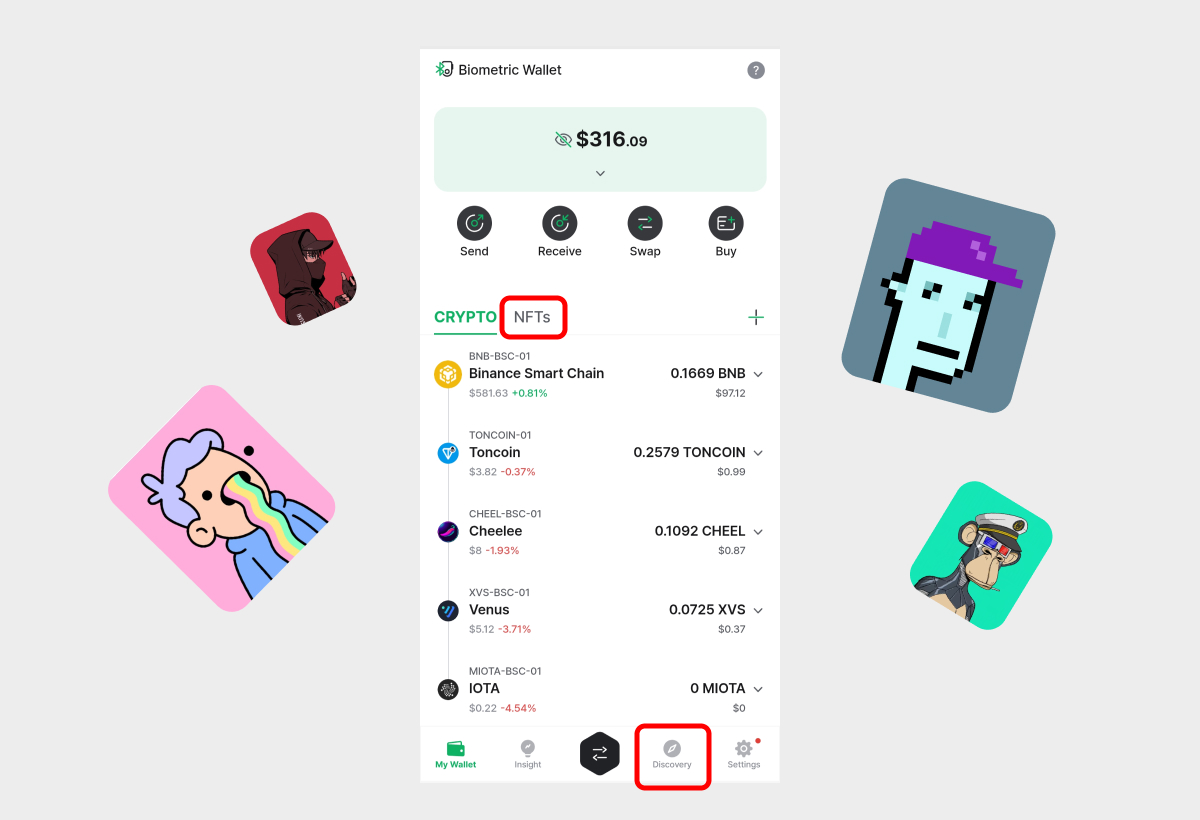 Biometric Wallet
?
$316.09
Send
Receive
Swap
Buy
CRYPTO
NFTs
BNB-BSC-01
Binance Smart Chain
0.1669 BNB
$581.63 +0.81%
$97.12
TONCOIN-01
Toncoin
0.2579 TONCOIN
$3.82 -0.37%
$0.99
CHEEL-BSC-01
Cheelee
0.1092 CHEEL
$8 -1.93%
$0.87
XVS-BSC-01
Venus
0.0725 XVS
$5.12 -3.71%
$0.37
MIOTA-BSC-01
IOTA
0 MIOTA
$0.22 -4.54%
$0
My Wallet
Insight
Discovery
Settings